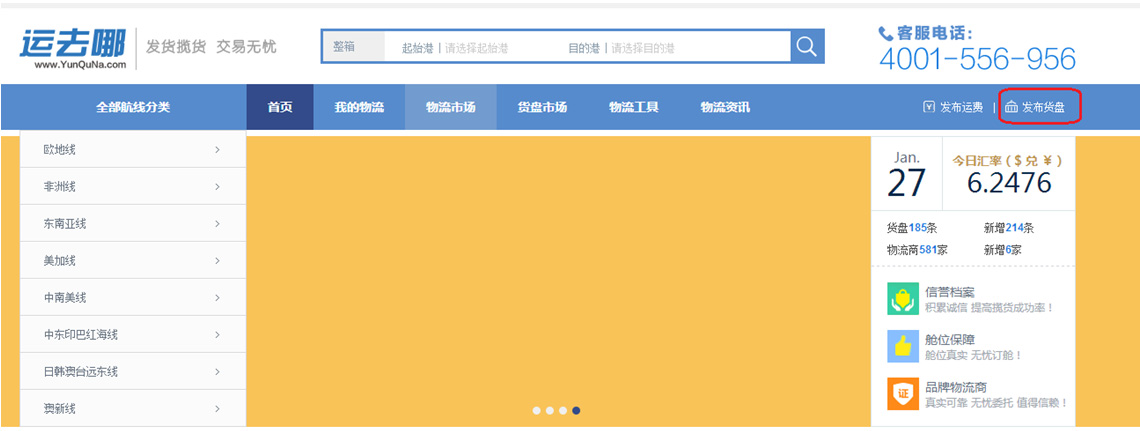 运去哪
www.YunQuNa.com
发货揽货 交易无忧
整箱 起始港 | 请选择起始港 目的港 | 请选择目的港
客服电话:
4001-556-956
全部航线分类 首页 我的物流 物流市场 货盘市场 物流工具 物流资讯 发布运费 | 发布货盘
欧地线
非洲线
东南亚线
美加线
中南美线
中东印巴红海线
日韩澳台远东线
澳新线
Jan.
27
今日汇率 ( $ 兑 ¥ )
6.2476
货盘185条 新增214条
物流商581家 新增6家
信誉档案
积累诚信 提高揽货成功率！
舱位保障
舱位真实 无忧订舱！
证
品牌物流商
真实可靠 无忧委托 值得信赖！